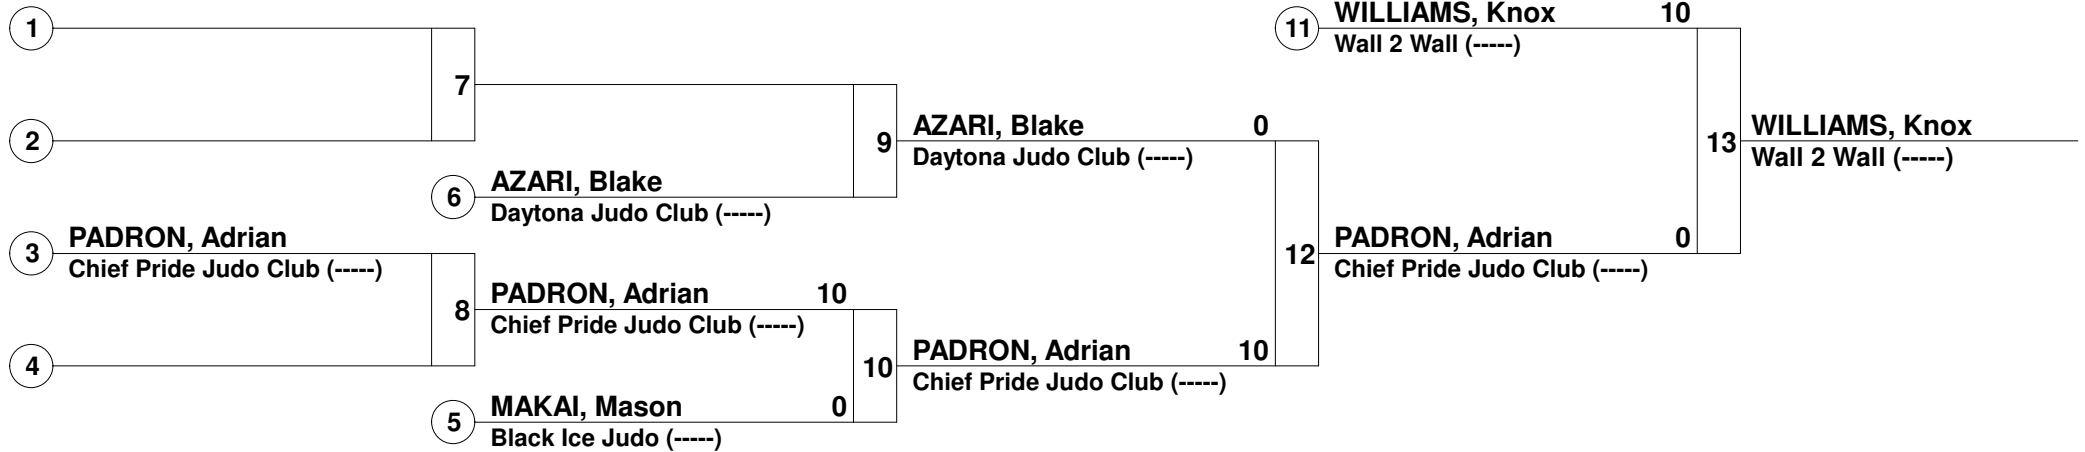 1
2
7
6
AZARI, Blake
Daytona Judo Club (-----)
3
PADRON, Adrian
Chief Pride Judo Club (-----)
4
8
PADRON, Adrian 10
Chief Pride Judo Club (-----)
5
MAKAI, Mason 0
Black Ice Judo (-----)
9
AZARI, Blake 0
Daytona Judo Club (-----)
10
PADRON, Adrian 10
Chief Pride Judo Club (-----)
11
WILLIAMS, Knox 10
Wall 2 Wall (-----)
12
PADRON, Adrian 0
Chief Pride Judo Club (-----)
13
WILLIAMS, Knox
Wall 2 Wall (-----)